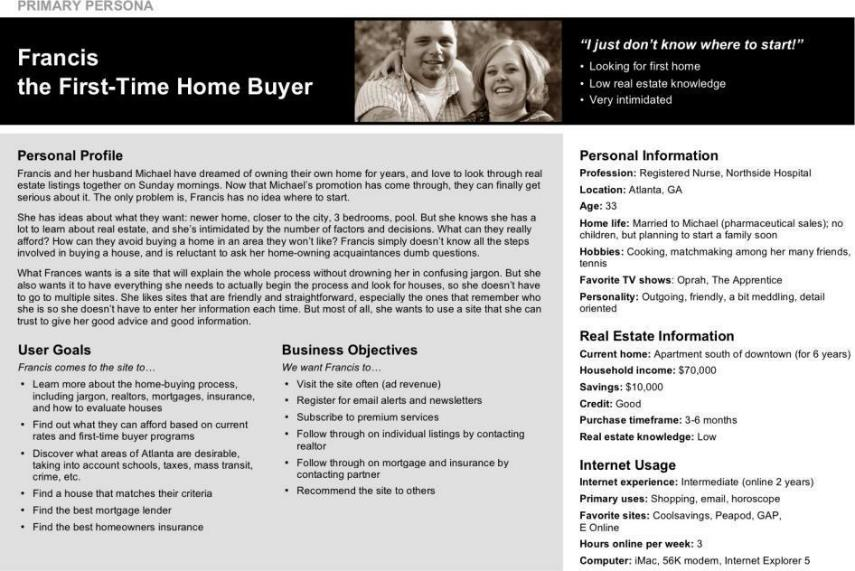 PRIMARY PERSONA
Francis
the First-Time Home Buyer
“I just don’t know where to start!”
• Looking for first home
• Low real estate knowledge
• Very intimidated
Personal Profile
Francis and her husband Michael have dreamed of owning their own home for years, and love to look through real
estate listings together on Sunday mornings. Now that Michael’s promotion has come through, they can finally get
serious about it. The only problem is, Francis has no idea where to start.
She has ideas about what they want: newer home, closer to the city, 3 bedrooms, pool. But she knows she has a
lot to learn about real estate, and she’s intimidated by the number of factors and decisions. What can they really
afford? How can they avoid buying a home in an area they won’t like? Francis simply doesn’t know all the steps
involved in buying a house, and is reluctant to ask her home-owning acquaintances dumb questions.
What Frances wants is a site that will explain the whole process without drowning her in confusing jargon. But she
also wants it to have everything she needs to actually begin the process and look for houses, so she doesn’t have
to go to multiple sites. She likes sites that are friendly and straightforward, especially the ones that remember who
she is so she doesn’t have to enter her information each time. But most of all, she wants to use a site that she can
trust to give her good advice and good information.
User Goals
Francis comes to the site to…
• Learn more about the home-buying process,
including jargon, realtors, mortgages, insurance,
and how to evaluate houses
• Find out what they can afford based on current
rates and first-time buyer programs
• Discover what areas of Atlanta are desirable,
taking into account schools, taxes, mass transit,
crime, etc.
• Find a house that matches their criteria
• Find the best mortgage lender
• Find the best homeowners insurance
Business Objectives
We want Francis to…
• Visit the site often (ad revenue)
• Register for email alerts and newsletters
• Subscribe to premium services
• Follow through on individual listings by contacting
realtor
• Follow through on mortgage and insurance by
contacting partner
• Recommend the site to others
Personal Information
Profession: Registered Nurse, Northside Hospital
Location: Atlanta, GA
Age: 33
Home life: Married to Michael (pharmaceutical sales); no
children, but planning to start a family soon
Hobbies: Cooking, matchmaking among her many friends,
tennis
Favorite TV shows: Oprah, The Apprentice
Personality: Outgoing, friendly, a bit meddling, detail
oriented
Real Estate Information
Current home: Apartment south of downtown (for 6 years)
Household income: $70,000
Savings: $10,000
Credit: Good
Purchase timeframe: 3-6 months
Real estate knowledge: Low
Internet Usage
Internet experience: Intermediate (online 2 years)
Primary uses: Shopping, email, horoscope
Favorite sites: Coolsavings, Peapod, GAP,
E Online
Hours online per week: 3
Computer: iMac, 56K modem, Internet Explorer 5